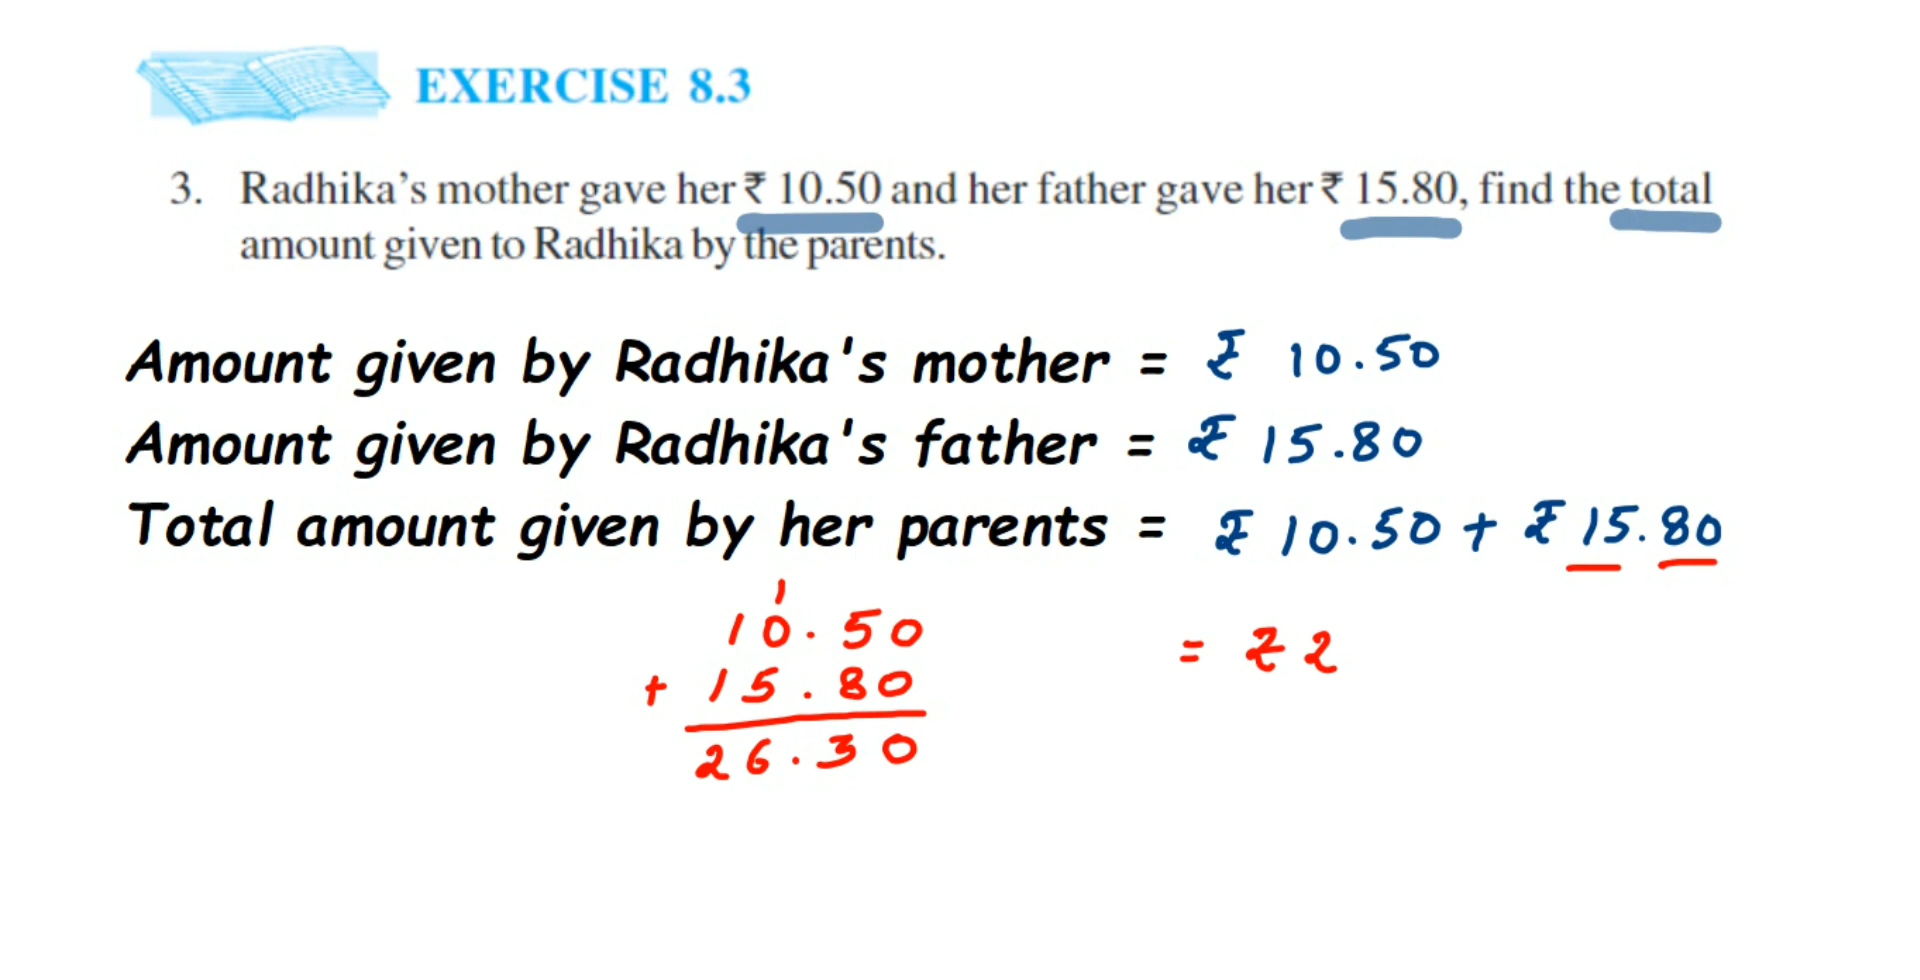 EXERCISE 8.3
3. Radhika’s mother gave her ₹ 10.50 and her father gave her ₹ 15.80, find the total
amount given to Radhika by the parents.
Amount given by Radhika's mother = ₹ 10.50
Amount given by Radhika's father = ₹ 15.80
Total amount given by her parents = ₹ 10.50 + ₹ 15.80
1
10.50
+ 15.80
26.30
= ₹ 2